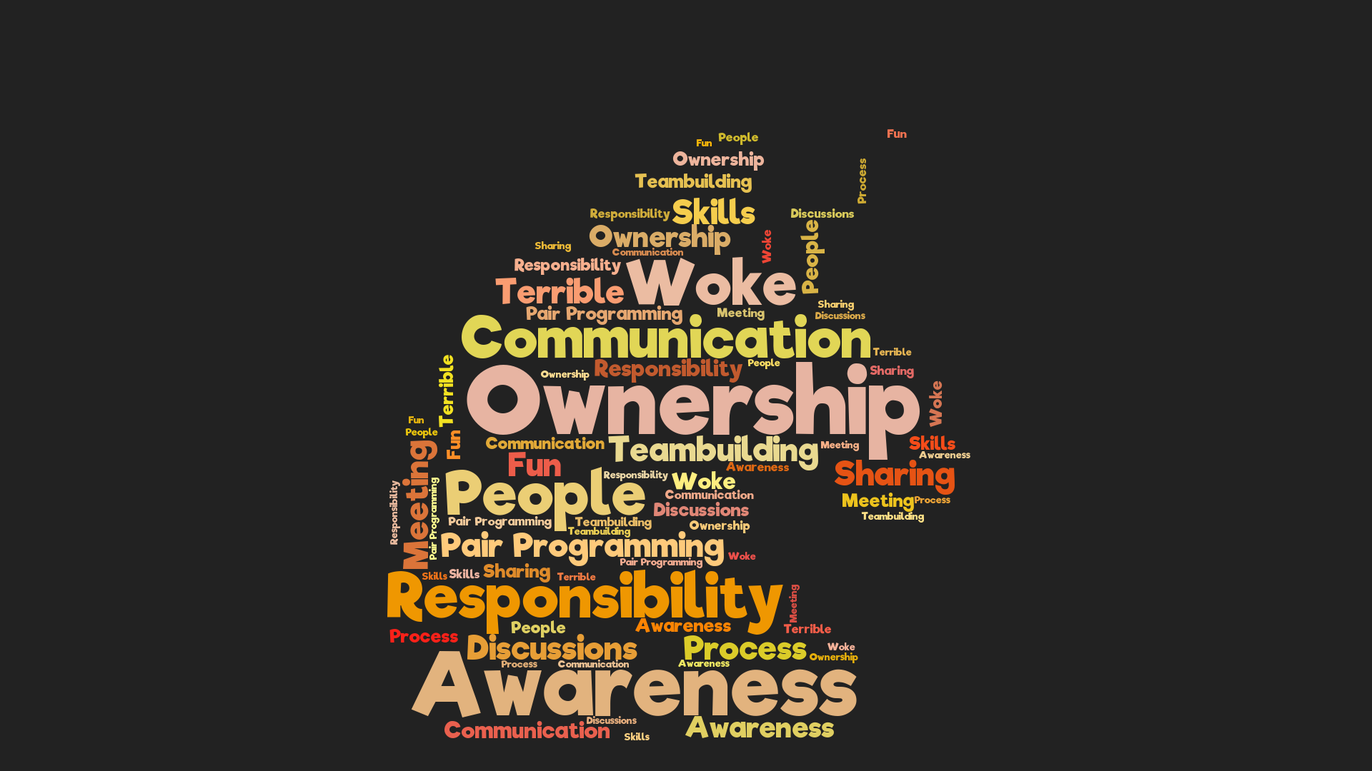 Fun
People
Fun
Ownership
Process
Teambuilding
Responsibility Skills Discussions
Ownership People
Sharing Woke
Communication
Responsibility Woke
Terrible
Sharing
Pair Programming Meeting Discussions
Communication Terrible
Ownership Responsibility People Sharing
Terrible Ownership Woke
Fun
People Fun Communication Teambuilding Meeting Skills
Awareness
Meeting Fun Awareness Sharing
People Responsibility Woke
Communication Meeting Process
Responsibility Pair Programming Discussions Teambuilding
Pair Programming Teambuilding Ownership
Teambuilding
Pair Programming Woke
Pair Programming
Skills Skills Sharing Terrible
Responsibility Meeting
Process People Awareness Terrible
Discussions Process Woke
Ownership
Process Communication Awareness
Awareness
Discussions
Communication Skills Awareness